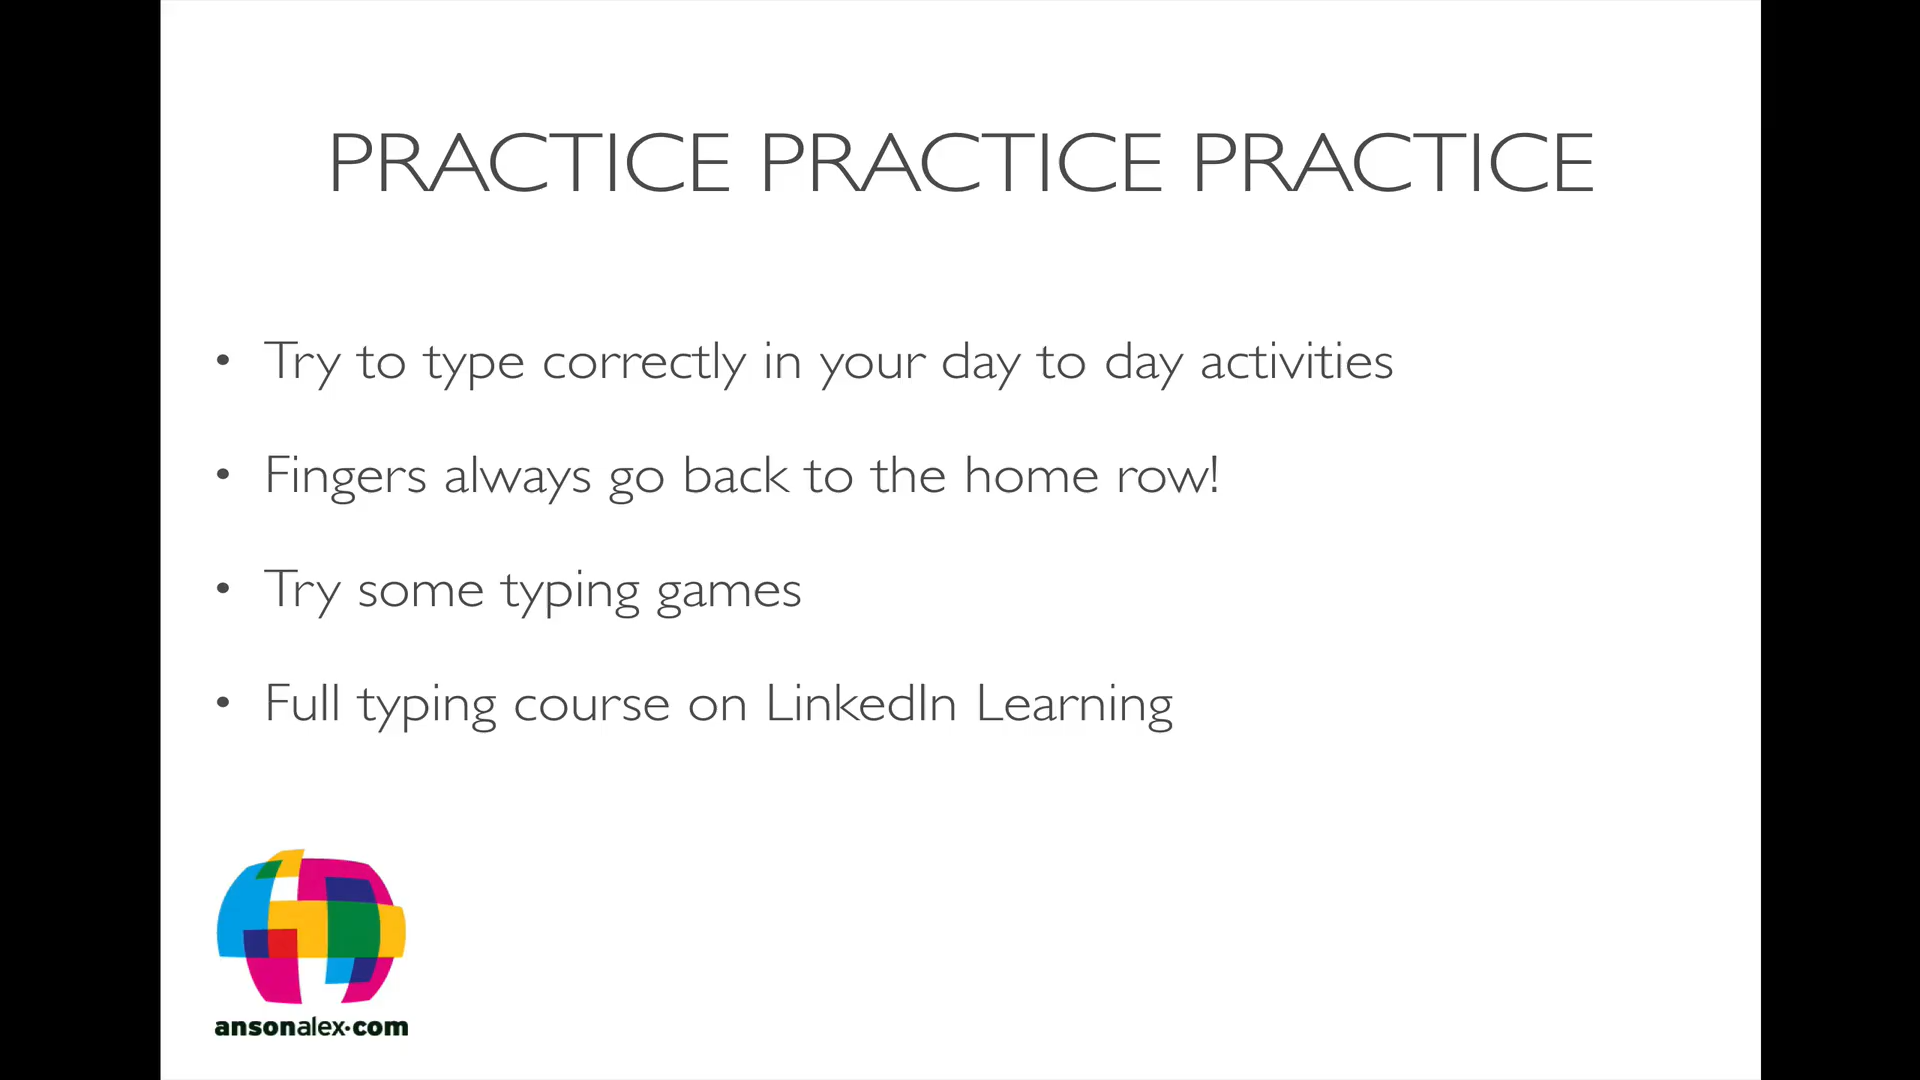 PRACTICE PRACTICE PRACTICE
• Try to type correctly in your day to day activities
• Fingers always go back to the home row!
• Try some typing games
• Full typing course on LinkedIn Learning
ansonalex.com